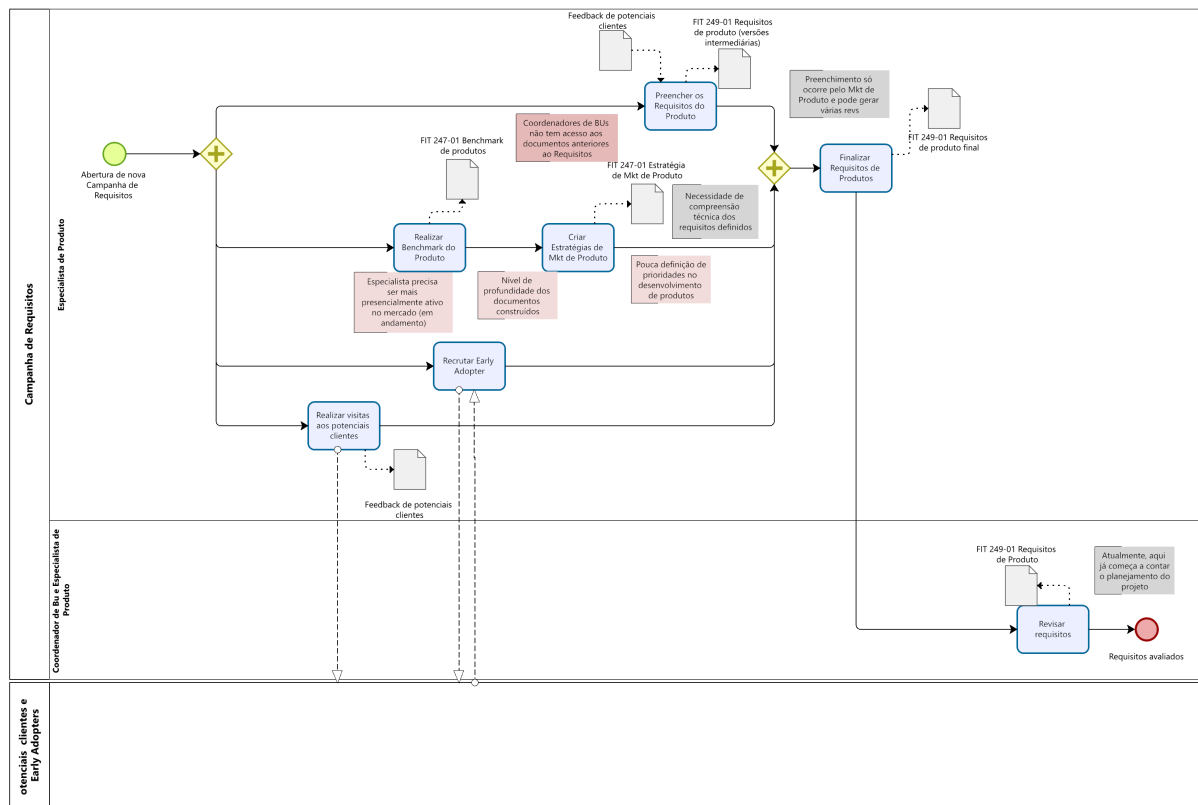 Campanha de Requisitos
Especialista de Produto
Abertura de nova
Campanha de
Requisitos
Feedback de potenciais
clientes
FIT 249-01 Requisitos
de produto (versões
intermediárias)
Preencher os
Requisitos do
Produto
Preenchimento só
ocorre pelo Mkt de
Produto e pode gerar
várias revs
FIT 249-01 Requisitos
de produto final
Coordenadores de BUs
não tem acesso aos
documentos anteriores
ao Requisitos
FIT 247-01 Benchmark
de produtos
FIT 247-01 Estratégia
de Mkt de Produto
Finalizar
Requisitos de
Produtos
Necessidade de
compreensão
técnica dos
requisitos definidos
Realizar
Benchmark do
Produto
Criar
Estratégias de
Mkt de Produto
Especialista precisa
ser mais
presencialmente ativo
no mercado (em
andamento)
Nivel de
profundidade dos
documentos
construídos
Pouca definição de
prioridades no
desenvolvimento
de produtos
Recrutar Early
Adopter
Realizar visitas
aos potenciais
clientes
Feedback de potenciais
clientes
Coordenador de Bu e Especialista de
Produto
FIT 249-01 Requisitos
de Produto
Atualmente, aqui
já começa a contar
o planejamento do
projeto
Revisar
requisitos
Requisitos avaliados
otenciais clientes e
Early Adopters